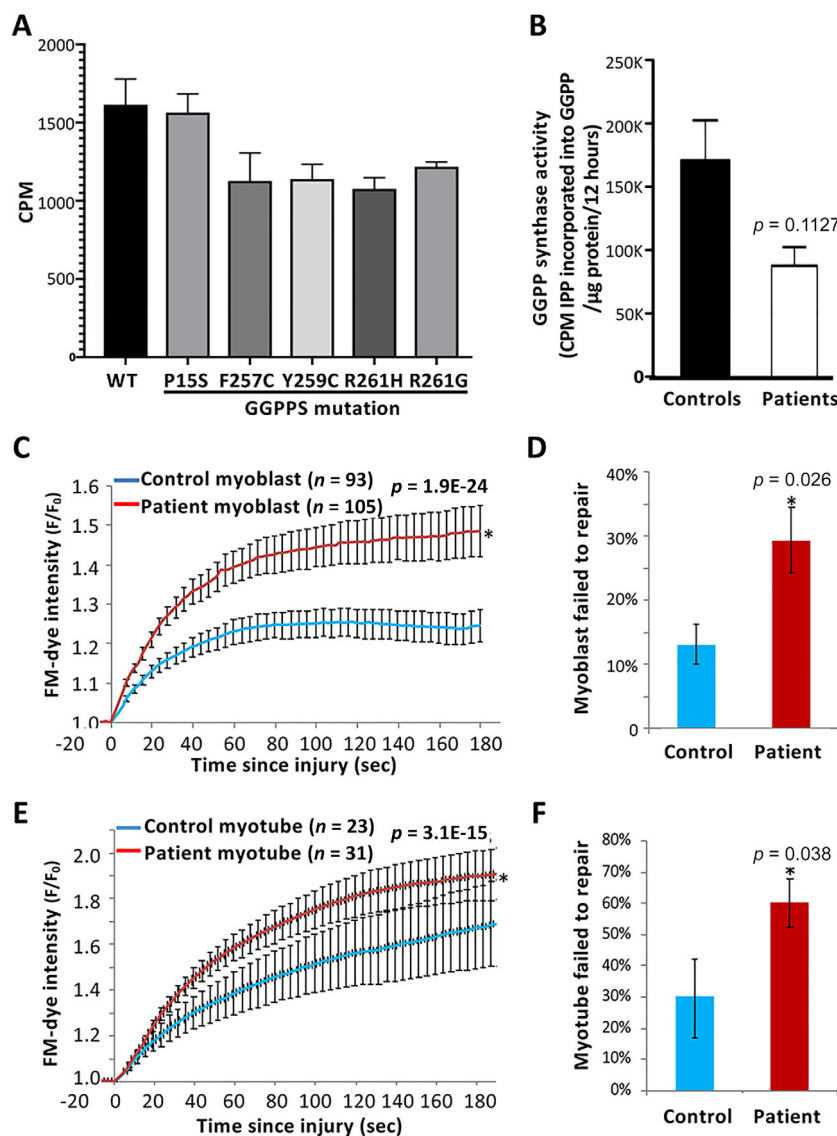 A
2000
1500
1000
500
0
CPM
WT
P15S F257C Y259C R261H R261G
GGPPS mutation
B
250K
200K
150K
100K
50K
0
GGPP synthase activity
(CPM IPP incorporated into GGPP
/µg protein/12 hours)
p = 0.1127
Controls Patients
C
Control myoblast (n = 93)
Patient myoblast (n = 105)
p = 1.9E-24
*
1.6
1.5
1.4
1.3
1.2
1.1
1.0
FM-dye intensity (F/F₀)
-20 0 20 40 60 80 100 120 140 160 180
Time since injury (sec)
D
40%
30%
20%
10%
0
Myoblast failed to repair
p = 0.026
*
Control Patient
E
Control myotube (n = 23)
Patient myotube (n = 31)
p = 3.1E-15
*
2.0
1.8
1.6
1.4
1.2
1.0
FM-dye intensity (F/F₀)
-20 0 20 40 60 80 100 120 140 160 180
Time since injury (sec)
F
80%
70%
60%
50%
40%
30%
20%
10%
0%
Myotube failed to repair
p = 0.038
*
Control Patient